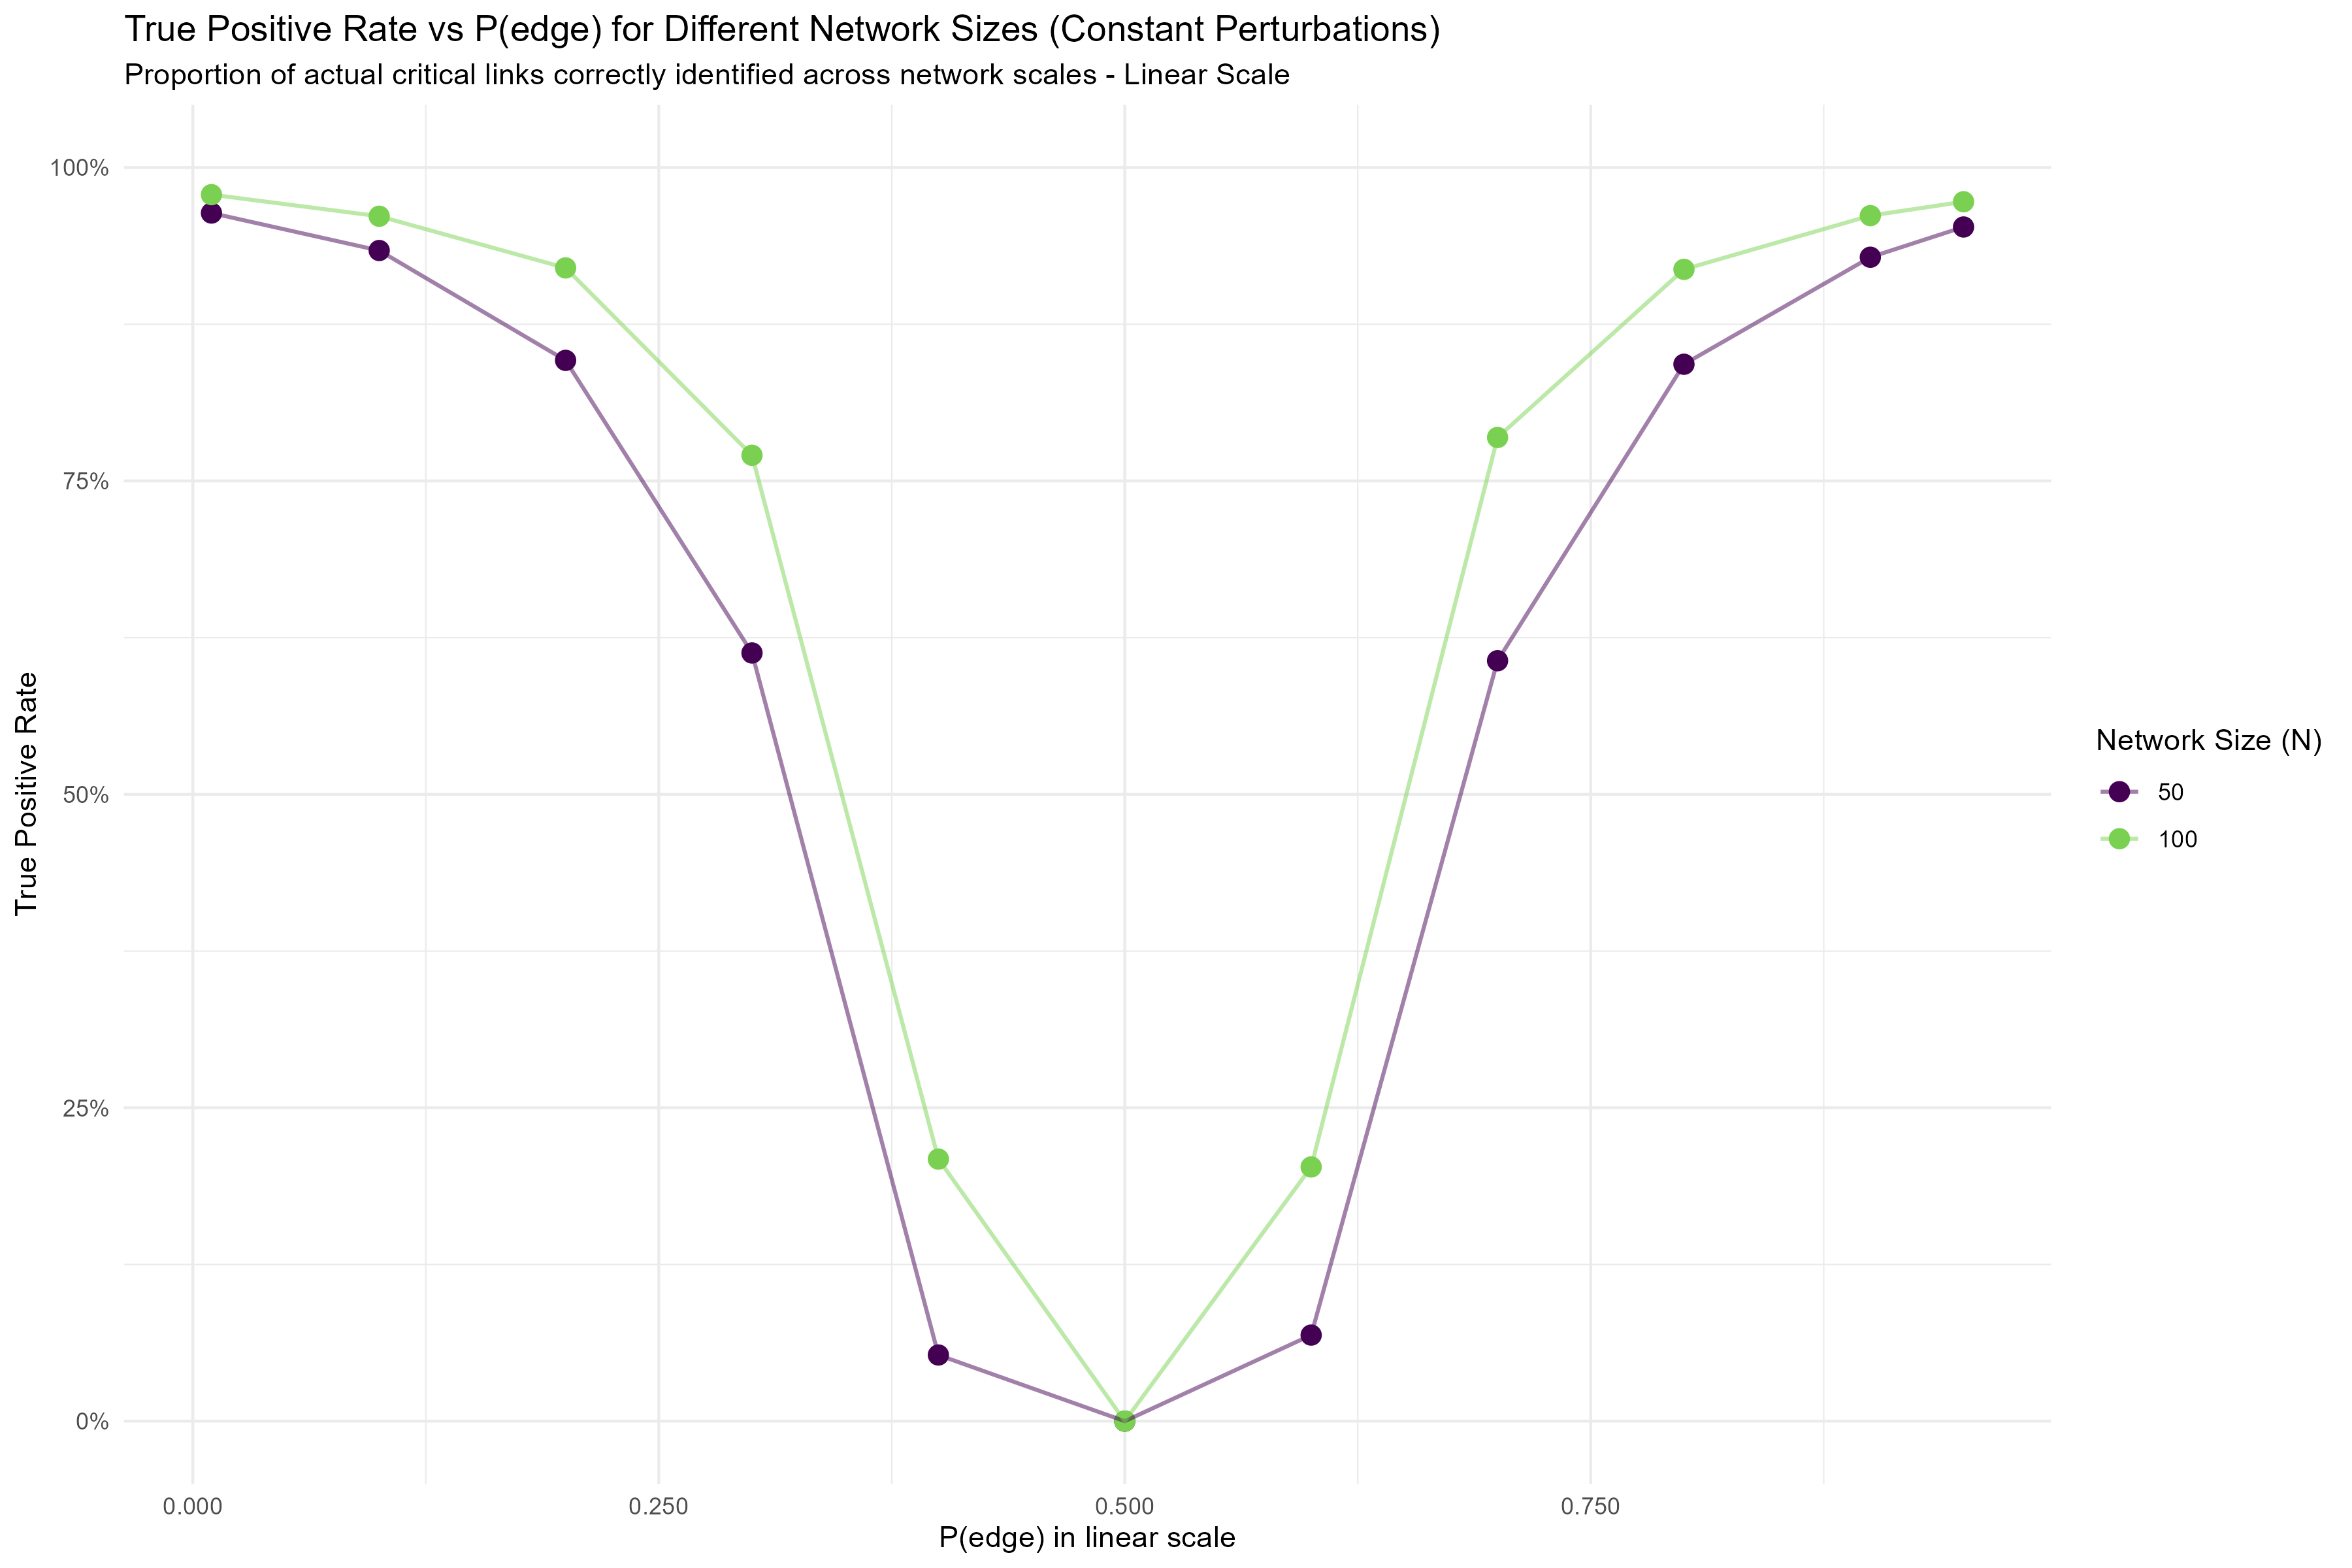 True Positive Rate vs P(edge) for Different Network Sizes (Constant Perturbations)
Proportion of actual critical links correctly identified across network scales - Linear Scale
True Positive Rate
100%
75%
50%
25%
0%
0.000
0.250
0.500
0.750
P(edge) in linear scale
Network Size (N)
50
100